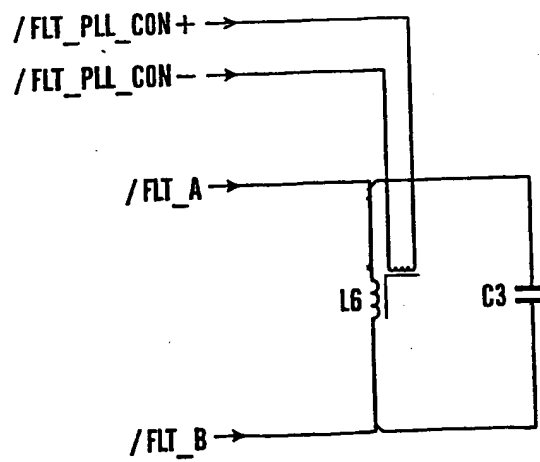 /FLT_PLL_CON+
/FLT_PLL_CON−
/FLT_A
L6
C3
/FLT_B